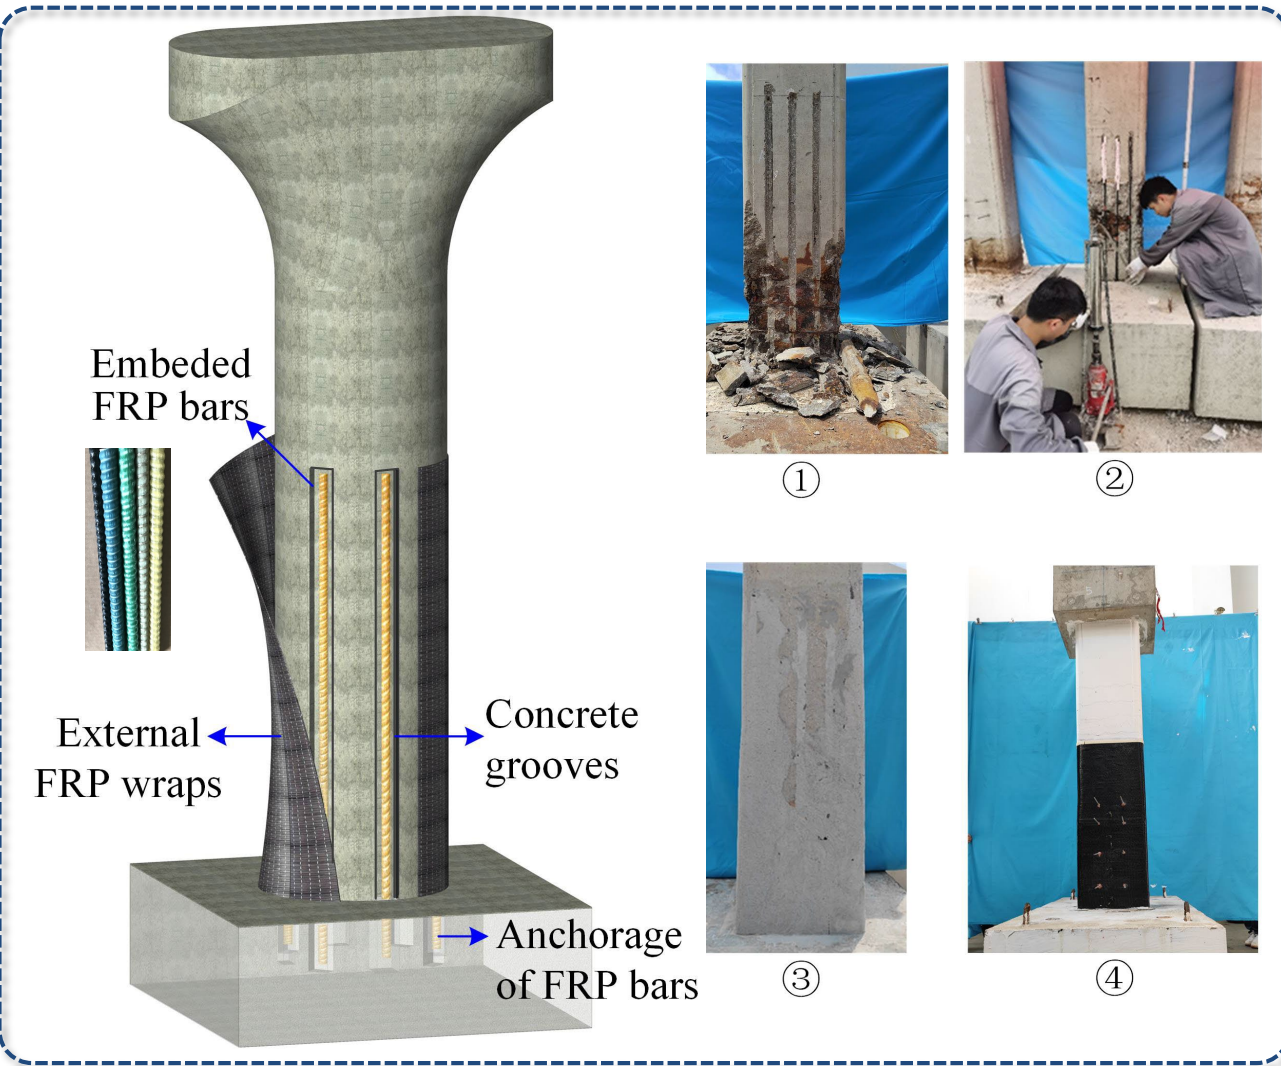 Embeded
FRP bars
External
FRP wraps
Concrete
grooves
Anchorage
of FRP bars
①
②
③
④